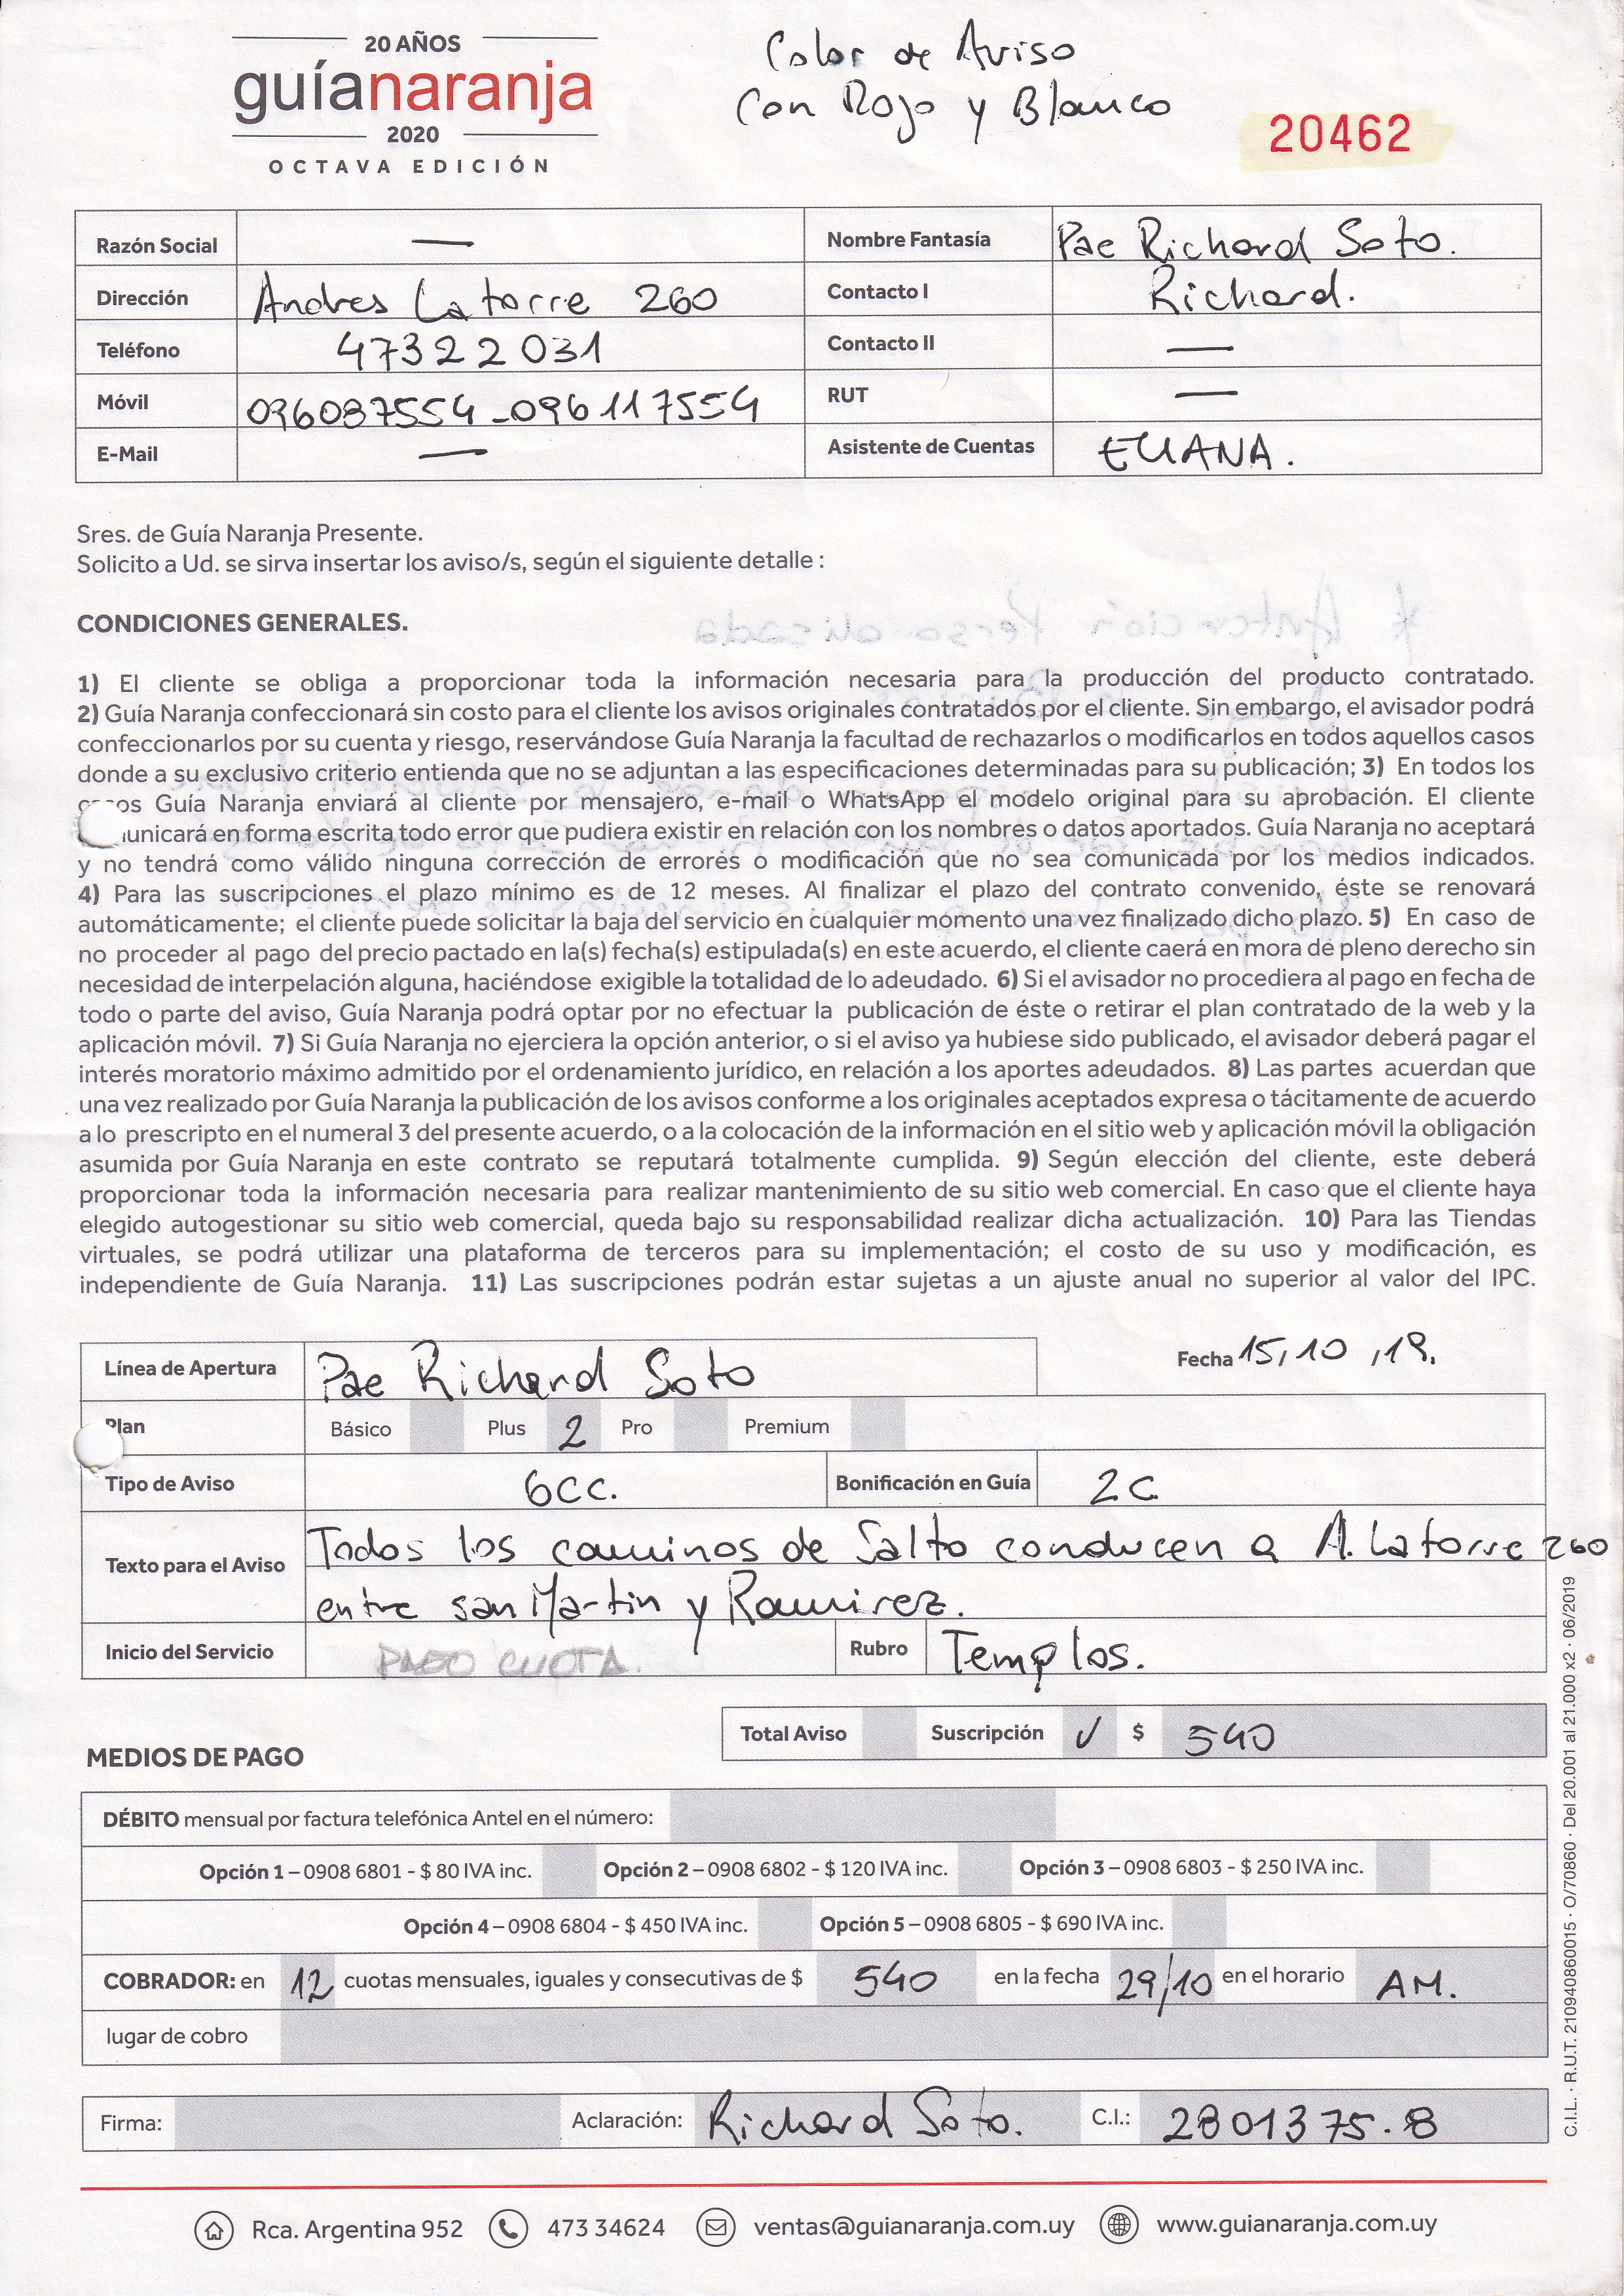 20 AÑOS
guíanaranja
2020
OCTAVA EDICIÓN
Color de Aviso
Con Rojo y Blanco
20462
Razón Social — Nombre Fantasía Pae Richard Soto.
Dirección Andres Latorre 260 Contacto I Richard.
Teléfono 47322031 Contacto II —
Móvil 096087554_096117554 RUT —
E-Mail — Asistente de Cuentas ELIANA.
Sres. de Guía Naranja Presente.
Solicito a Ud. se sirva insertar los aviso/s, según el siguiente detalle :
CONDICIONES GENERALES.
1) El cliente se obliga a proporcionar toda la información necesaria para la producción del producto contratado.
2) Guía Naranja confeccionará sin costo para el cliente los avisos originales contratados por el cliente. Sin embargo, el avisador podrá
confeccionarlos por su cuenta y riesgo, reservándose Guía Naranja la facultad de rechazarlos o modificarlos en todos aquellos casos
donde a su exclusivo criterio entienda que no se adjuntan a las especificaciones determinadas para su publicación; 3) En todos los
casos Guía Naranja enviará al cliente por mensajero, e-mail o WhatsApp el modelo original para su aprobación. El cliente
unicará en forma escrita todo error que pudiera existir en relación con los nombres o datos aportados. Guía Naranja no aceptará
y no tendrá como válido ninguna corrección de errores o modificación que no sea comunicada por los medios indicados.
4) Para las suscripciones el plazo mínimo es de 12 meses. Al finalizar el plazo del contrato convenido, éste se renovará
automáticamente; el cliente puede solicitar la baja del servicio en cualquier momento una vez finalizado dicho plazo. 5) En caso de
no proceder al pago del precio pactado en la(s) fecha(s) estipulada(s) en este acuerdo, el cliente caerá en mora de pleno derecho sin
necesidad de interpelación alguna, haciéndose exigible la totalidad de lo adeudado. 6) Si el avisador no procediera al pago en fecha de
todo o parte del aviso, Guía Naranja podrá optar por no efectuar la publicación de éste o retirar el plan contratado de la web y la
aplicación móvil. 7) Si Guía Naranja no ejerciera la opción anterior, o si el aviso ya hubiese sido publicado, el avisador deberá pagar el
interés moratorio máximo admitido por el ordenamiento jurídico, en relación a los aportes adeudados. 8) Las partes acuerdan que
una vez realizado por Guía Naranja la publicación de los avisos conforme a los originales aceptados expresa o tácitamente de acuerdo
a lo prescripto en el numeral 3 del presente acuerdo, o a la colocación de la información en el sitio web y aplicación móvil la obligación
asumida por Guía Naranja en este contrato se reputará totalmente cumplida. 9) Según elección del cliente, este deberá
proporcionar toda la información necesaria para realizar mantenimiento de su sitio web comercial. En caso que el cliente haya
elegido autogestionar su sitio web comercial, queda bajo su responsabilidad realizar dicha actualización. 10) Para las Tiendas
virtuales, se podrá utilizar una plataforma de terceros para su implementación; el costo de su uso y modificación, es
independiente de Guía Naranja. 11) Las suscripciones podrán estar sujetas a un ajuste anual no superior al valor del IPC.
Línea de Apertura Pae Richard Soto Fecha 15/10/19.
Plan Básico Plus 2 Pro Premium
Tipo de Aviso 6CC. Bonificación en Guía 2C
Texto para el Aviso Todos los caminos de Salto conducen a A. Latorre 260
entre san Martin y Ramirez.
Inicio del Servicio PAGO CUOTA. Rubro Templos.
Total Aviso Suscripción ✓ $ 540
MEDIOS DE PAGO
DÉBITO mensual por factura telefónica Antel en el número:
Opción 1 – 0908 6801 - $ 80 IVA inc. Opción 2 – 0908 6802 - $ 120 IVA inc. Opción 3 – 0908 6803 - $ 250 IVA inc.
Opción 4 – 0908 6804 - $ 450 IVA inc. Opción 5 – 0908 6805 - $ 690 IVA inc.
COBRADOR: en 12 cuotas mensuales, iguales y consecutivas de $ 540 en la fecha 29/10 en el horario AM.
lugar de cobro
Firma: Aclaración: Richard Soto. C.I.: 2801375.8
C.I.L. · R.U.T. 210940860015 · O/70860 · Del 20.001 al 21.000 x2 · 06/2019
Rca. Argentina 952 473 34624 ventas@guianaranja.com.uy www.guianaranja.com.uy